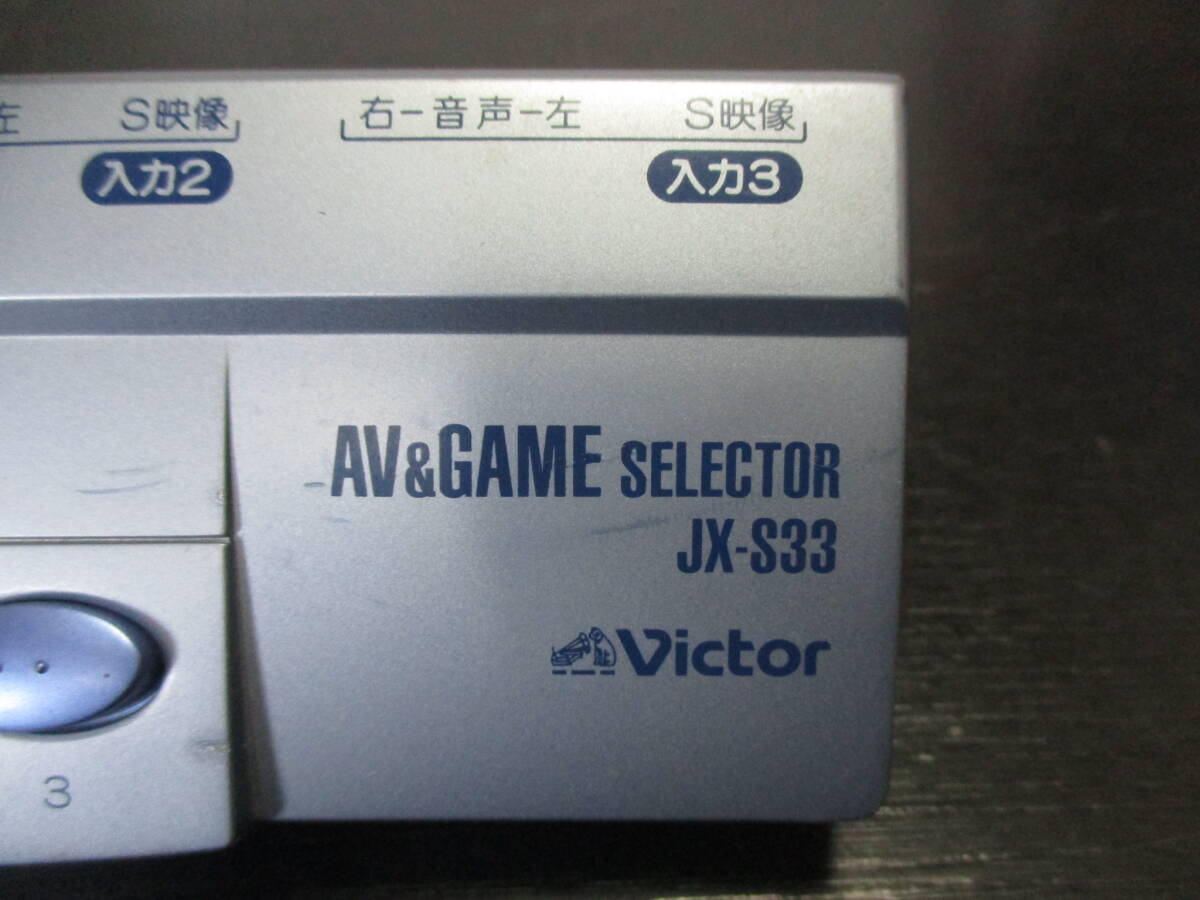 左 S映像 右-音声-左 S映像
入力2 入力3
AV&GAME SELECTOR
JX-S33
Victor
3